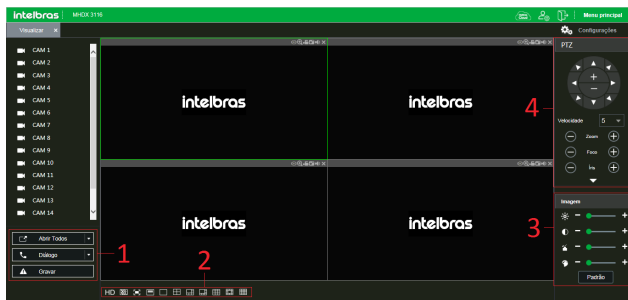 intelbras MHDX 3116 Menu principal
Visualizar × Configurações
CAM 1
CAM 2
CAM 3
CAM 4
CAM 5
CAM 6
CAM 7
CAM 8
CAM 9
CAM 10
CAM 11
CAM 12
CAM 13
CAM 14
Abrir Todos
Diálogo
Gravar
1
intelbras
intelbras
intelbras
intelbras
2
HD
PTZ
4
Velocidade 5
Zoom
Foco
Íris
Imagem
3
Padrão